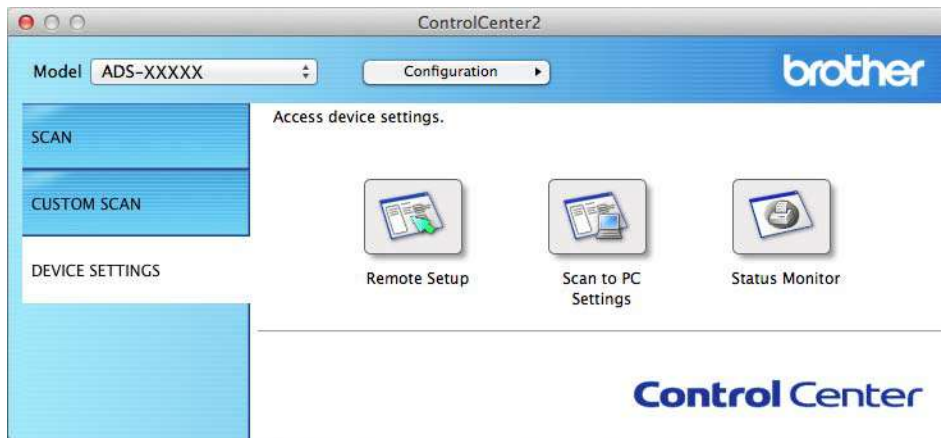 ControlCenter2
Model ADS-XXXXX Configuration brother
SCAN
CUSTOM SCAN
DEVICE SETTINGS
Access device settings.
Remote Setup
Scan to PC
Settings
Status Monitor
Control Center